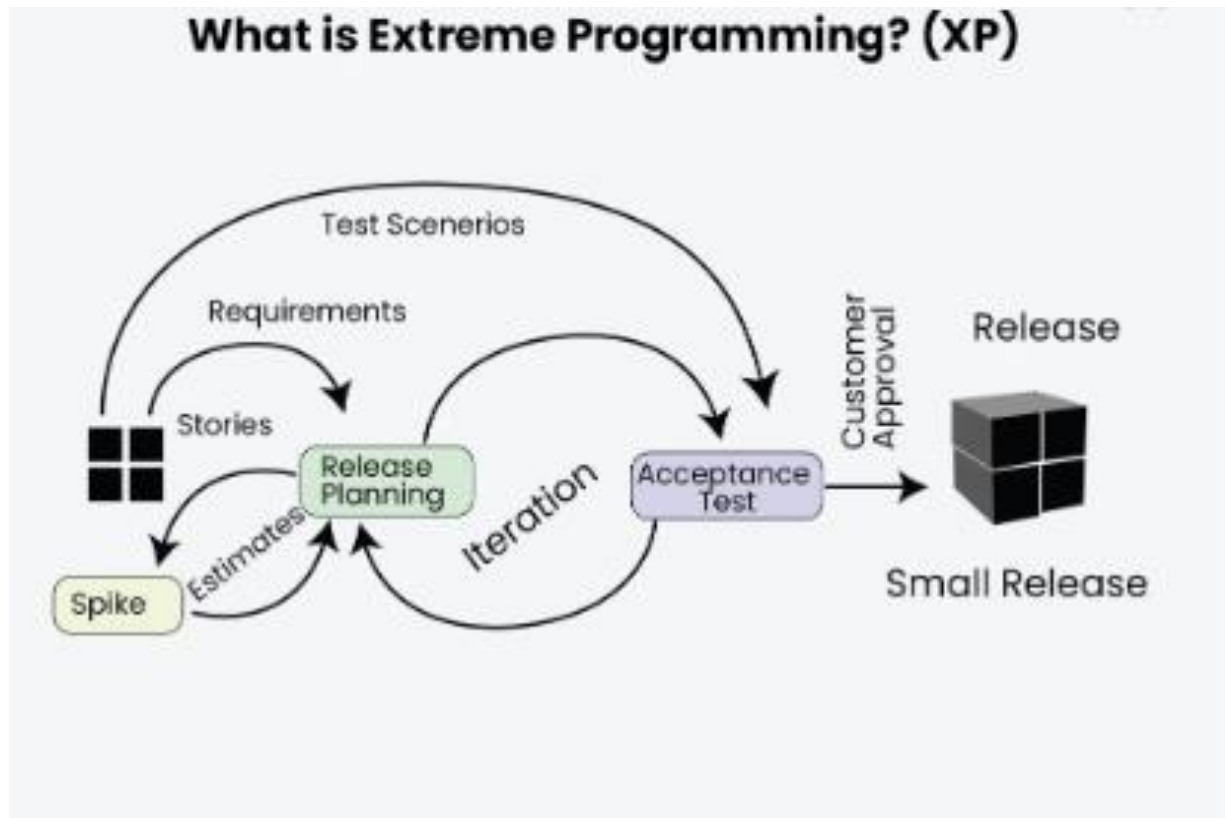 What is Extreme Programming? (XP)
Test Scenerios
Requirements
Stories
Release
Planning
Estimates
Spike
Iteration
Acceptance
Test
Customer
Approval
Release
Small Release